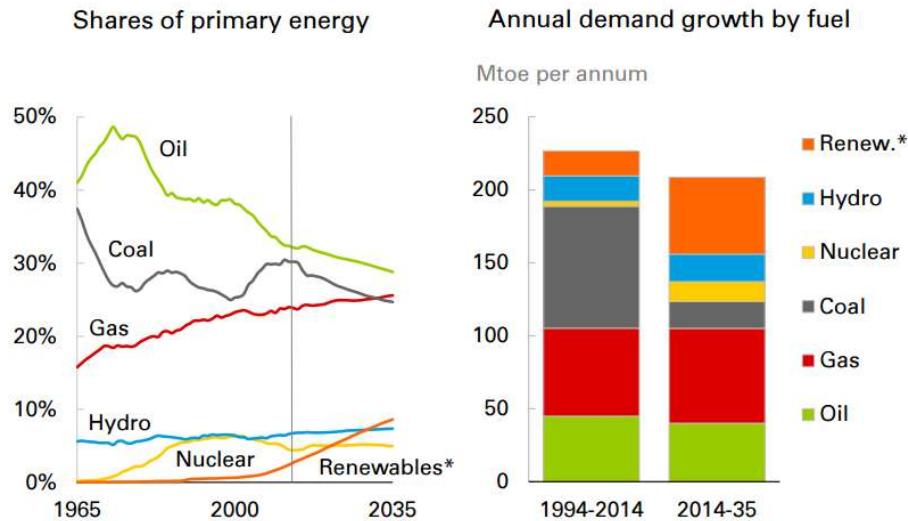 Shares of primary energy
50%
40%
30%
20%
10%
0%
Oil
Coal
Gas
Hydro
Nuclear
Renewables*
1965
2000
2035
Annual demand growth by fuel
Mtoe per annum
250
200
150
100
50
0
1994-2014
2014-35
Renew.*
Hydro
Nuclear
Coal
Gas
Oil